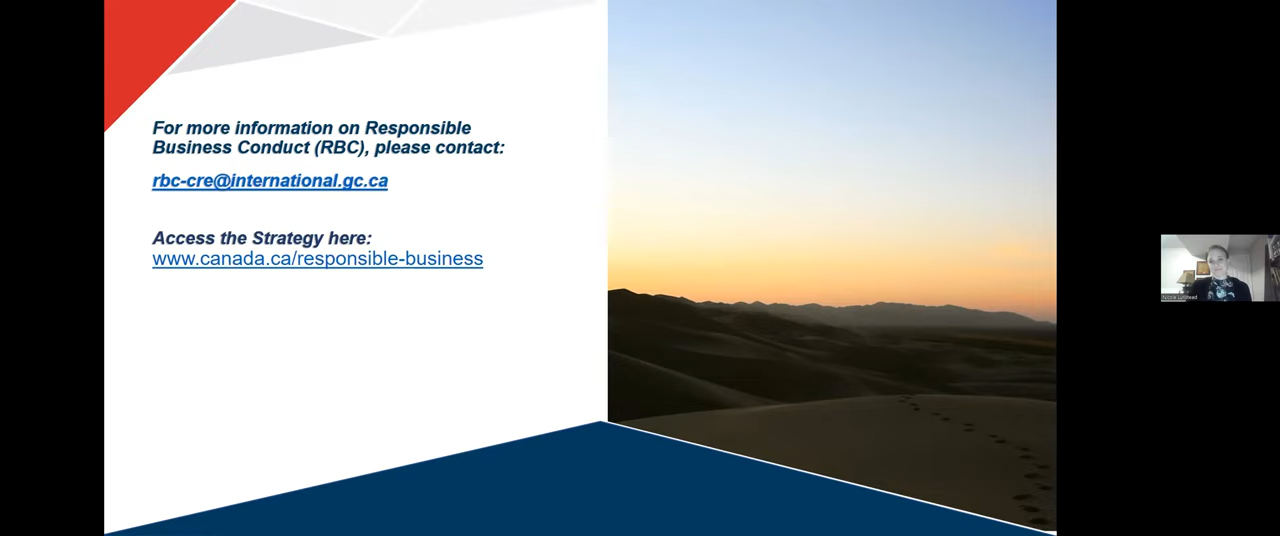 For more information on Responsible
Business Conduct (RBC), please contact:
rbc-cre@international.gc.ca
Access the Strategy here:
www.canada.ca/responsible-business
Nicole